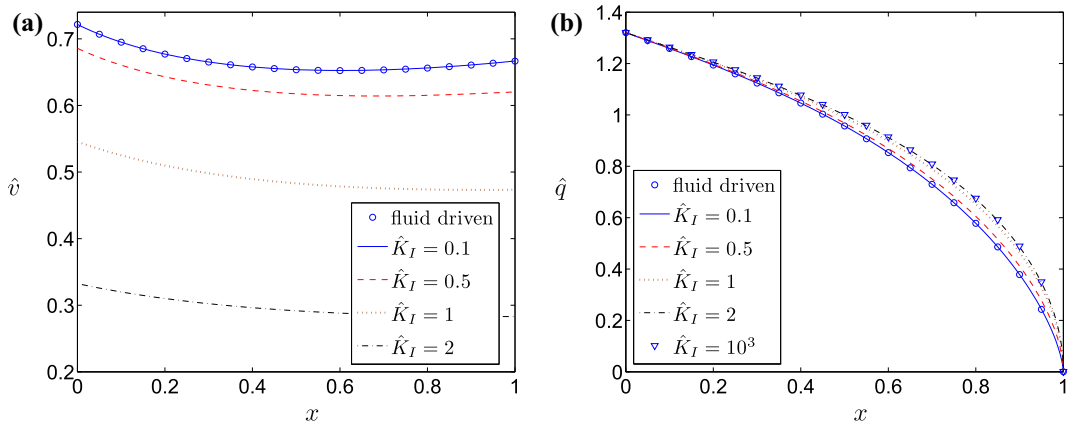 (a)
0.7
0.6
0.5
0.4
0.3
0.2
v̂
0
0.2
0.4
0.6
0.8
1
x
fluid driven
K̂_I = 0.1
K̂_I = 0.5
K̂_I = 1
K̂_I = 2
(b)
1.4
1.2
1
0.8
0.6
0.4
0.2
0
q̂
0
0.2
0.4
0.6
0.8
1
x
fluid driven
K̂_I = 0.1
K̂_I = 0.5
K̂_I = 1
K̂_I = 2
K̂_I = 10³